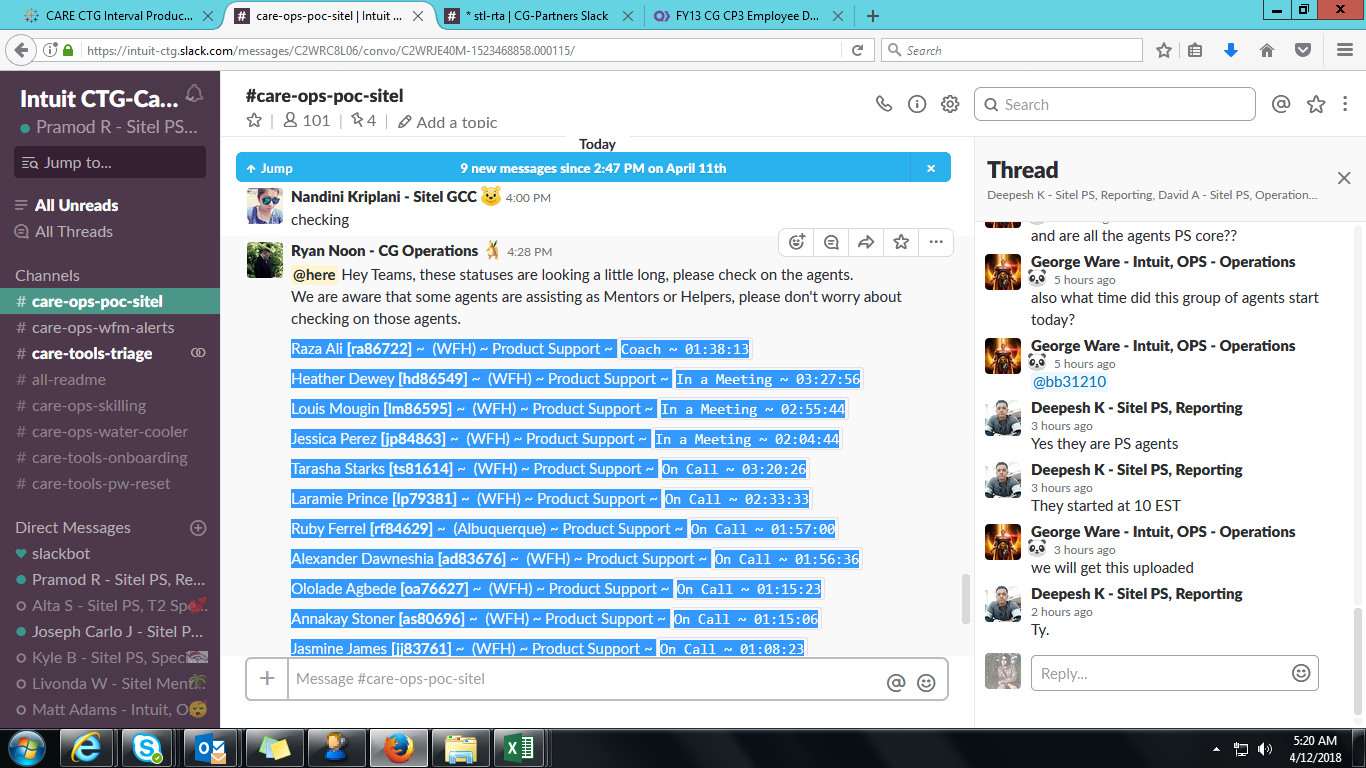 CARE CTG Interval Produc...
care-ops-poc-sitel | Intuit ...
* stl-rta | CG-Partners Slack
FY13 CG CP3 Employee D...
https://intuit-ctg.slack.com/messages/C2WRC8L06/convo/C2WRJE40M-1523468858.000115/
Search
Intuit CTG-Ca...
Pramod R - Sitel PS...
Jump to...
All Unreads
All Threads
Channels
# care-ops-poc-sitel
# care-ops-wfm-alerts
# care-tools-triage
# all-readme
# care-ops-skilling
# care-ops-water-cooler
# care-tools-onboarding
# care-tools-pw-reset
Direct Messages
slackbot
Pramod R - Sitel PS, Re...
Alta S - Sitel PS, T2 Spe...
Joseph Carlo J - Sitel P...
Kyle B - Sitel PS, Speci
Livonda W - Sitel Ment
Matt Adams - Intuit, O
#care-ops-poc-sitel
101
4
Add a topic
Search
Today
Jump
9 new messages since 2:47 PM on April 11th
Nandini Kriplani - Sitel GCC 4:00 PM
checking
Ryan Noon - CG Operations 4:28 PM
@here Hey Teams, these statuses are looking a little long, please check on the agents.
We are aware that some agents are assisting as Mentors or Helpers, please don't worry about
checking on those agents.
Raza Ali [ra86722] ~ (WFH) ~ Product Support ~ Coach ~ 01:38:13
Heather Dewey [hd86549] ~ (WFH) ~ Product Support ~ In a Meeting ~ 03:27:56
Louis Mougin [lm86595] ~ (WFH) ~ Product Support ~ In a Meeting ~ 02:55:44
Jessica Perez [jp84863] ~ (WFH) ~ Product Support ~ In a Meeting ~ 02:04:44
Tarasha Starks [ts81614] ~ (WFH) ~ Product Support ~ On Call ~ 03:20:26
Laramie Prince [lp79381] ~ (WFH) ~ Product Support ~ On Call ~ 02:33:33
Ruby Ferrel [rf84629] ~ (Albuquerque) ~ Product Support ~ On Call ~ 01:57:00
Alexander Dawneshia [ad83676] ~ (WFH) ~ Product Support ~ On Call ~ 01:56:36
Ololade Agbede [oa76627] ~ (WFH) ~ Product Support ~ On Call ~ 01:15:23
Annakay Stoner [as80696] ~ (WFH) ~ Product Support ~ On Call ~ 01:15:06
Jasmine James [jj83761] ~ (WFH) ~ Product Support ~ On Call ~ 01:08:23
Message #care-ops-poc-sitel
Thread
Deepesh K - Sitel PS, Reporting, David A - Sitel PS, Operation...
and are all the agents PS core??
George Ware - Intuit, OPS - Operations
5 hours ago
also what time did this group of agents start
today?
George Ware - Intuit, OPS - Operations
5 hours ago
@bb31210
Deepesh K - Sitel PS, Reporting
3 hours ago
Yes they are PS agents
Deepesh K - Sitel PS, Reporting
3 hours ago
They started at 10 EST
George Ware - Intuit, OPS - Operations
3 hours ago
we will get this uploaded
Deepesh K - Sitel PS, Reporting
2 hours ago
Ty.
Reply...
5:20 AM
4/12/2018